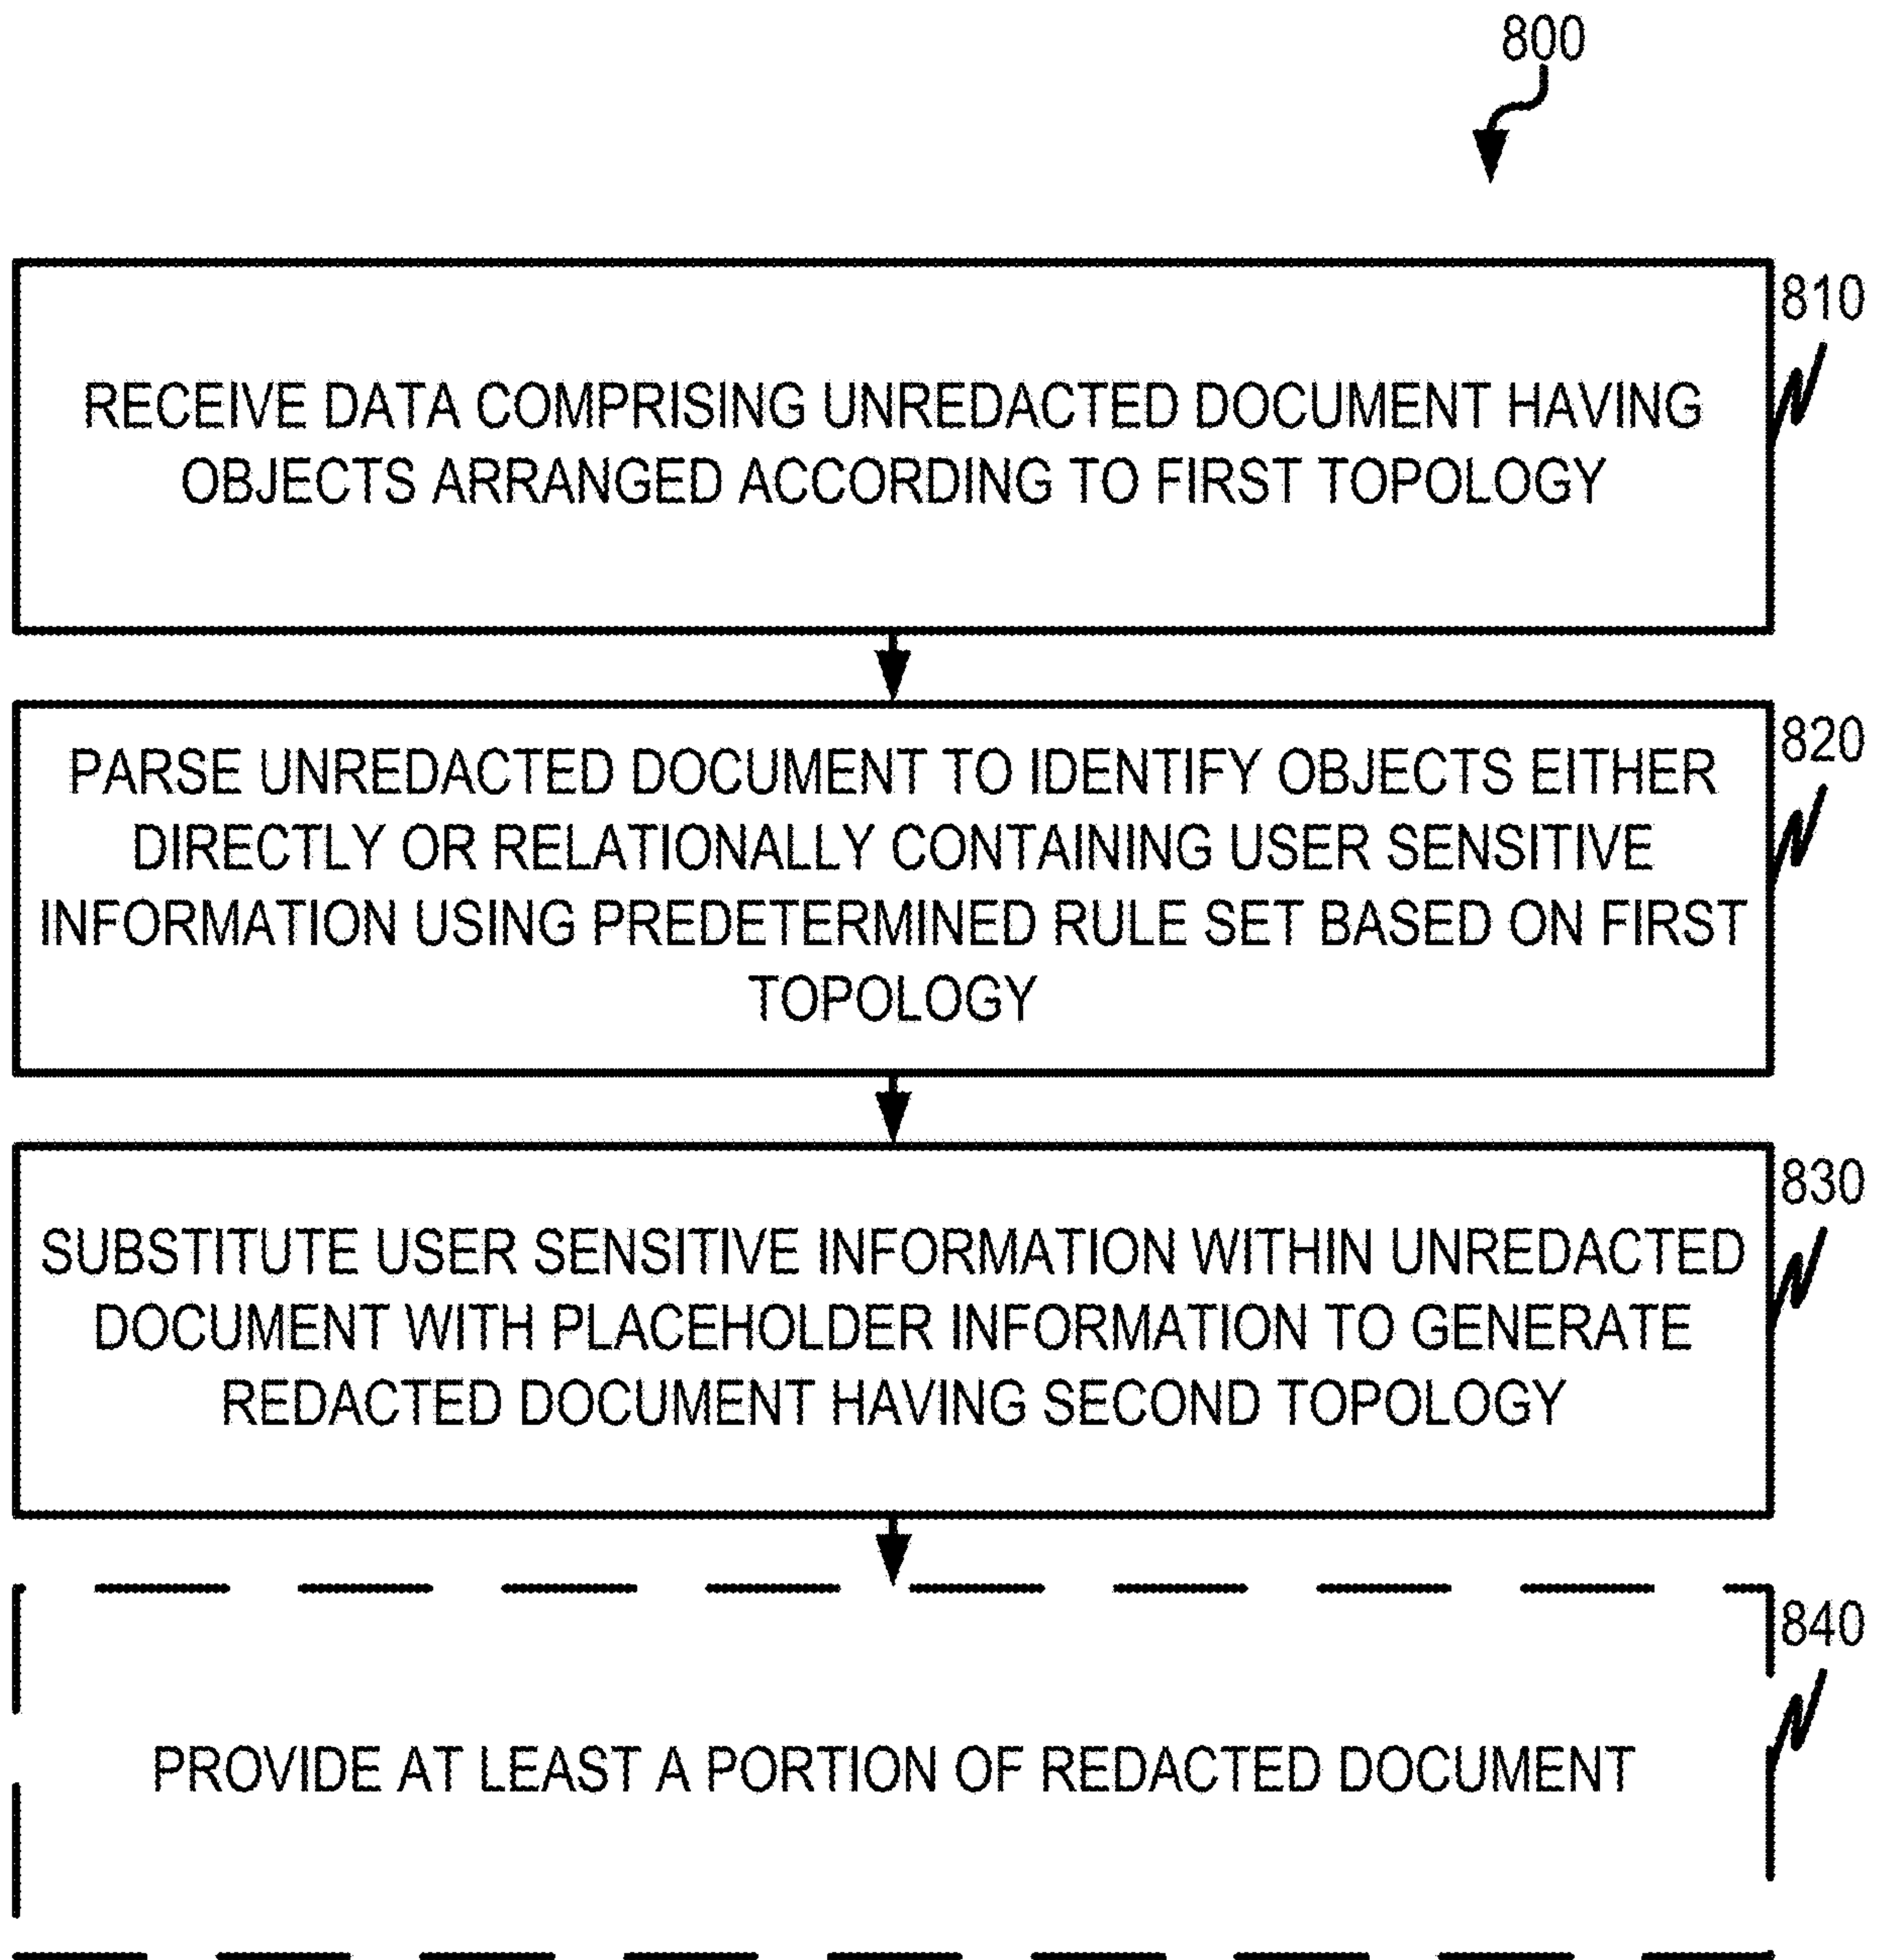 800
810
RECEIVE DATA COMPRISING UNREDACTED DOCUMENT HAVING
OBJECTS ARRANGED ACCORDING TO FIRST TOPOLOGY
820
PARSE UNREDACTED DOCUMENT TO IDENTIFY OBJECTS EITHER
DIRECTLY OR RELATIONALLY CONTAINING USER SENSITIVE
INFORMATION USING PREDETERMINED RULE SET BASED ON FIRST
TOPOLOGY
830
SUBSTITUTE USER SENSITIVE INFORMATION WITHIN UNREDACTED
DOCUMENT WITH PLACEHOLDER INFORMATION TO GENERATE
REDACTED DOCUMENT HAVING SECOND TOPOLOGY
840
PROVIDE AT LEAST A PORTION OF REDACTED DOCUMENT